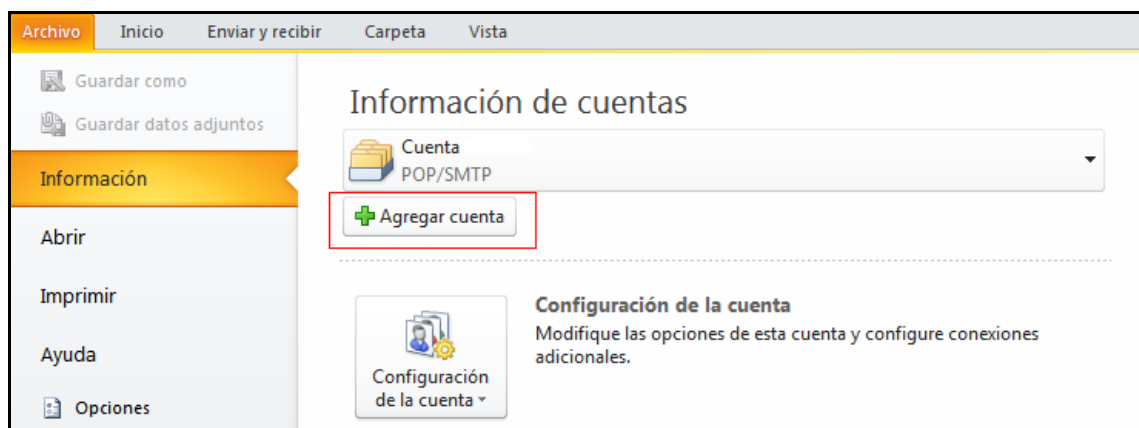 Archivo Inicio Enviar y recibir Carpeta Vista
Guardar como
Guardar datos adjuntos
Información
Abrir
Imprimir
Ayuda
Opciones
Información de cuentas
Cuenta
POP/SMTP
Agregar cuenta
Configuración
de la cuenta
Configuración de la cuenta
Modifique las opciones de esta cuenta y configure conexiones
adicionales.